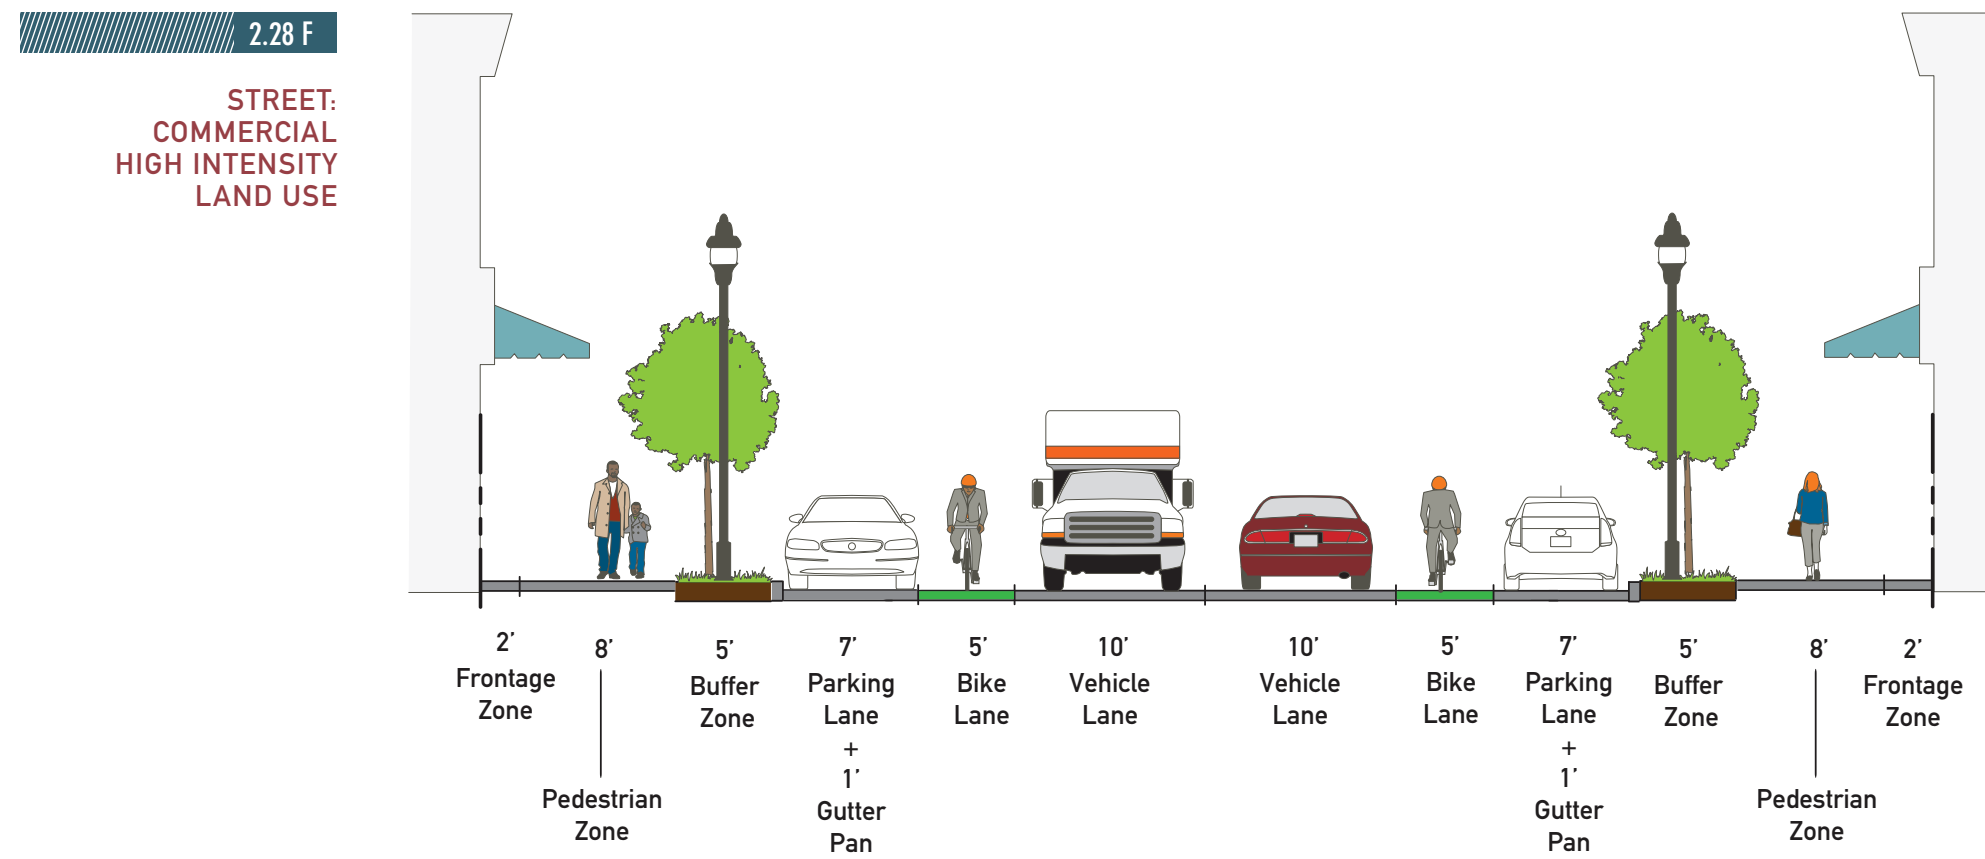 2.28 F
STREET:
COMMERCIAL
HIGH INTENSITY
LAND USE
2’
Frontage
Zone
8’
Pedestrian
Zone
5’
Buffer
Zone
7’
Parking
Lane
+
1’
Gutter
Pan
5’
Bike
Lane
10’
Vehicle
Lane
10’
Vehicle
Lane
5’
Bike
Lane
7’
Parking
Lane
+
1’
Gutter
Pan
5’
Buffer
Zone
8’
Pedestrian
Zone
2’
Frontage
Zone